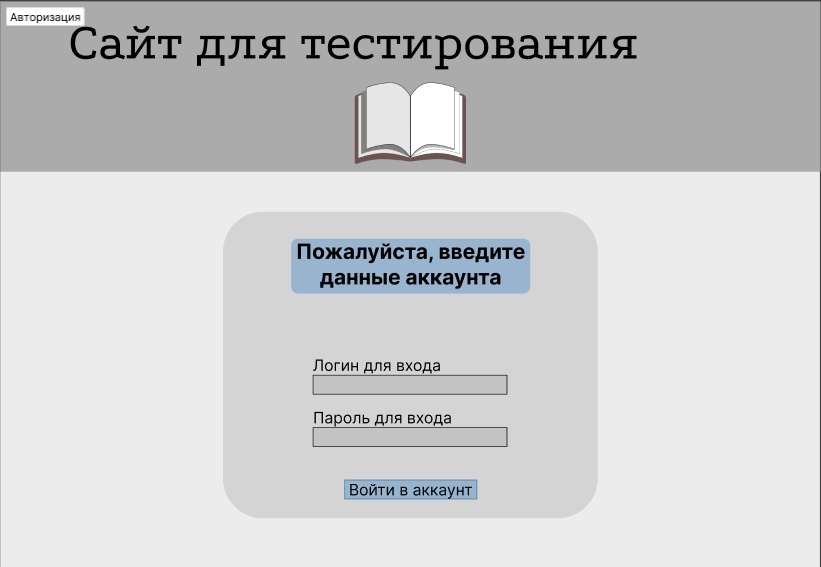 Авторизация
Сайт для тестирования
Пожалуйста, введите
данные аккаунта
Логин для входа
Пароль для входа
Войти в аккаунт